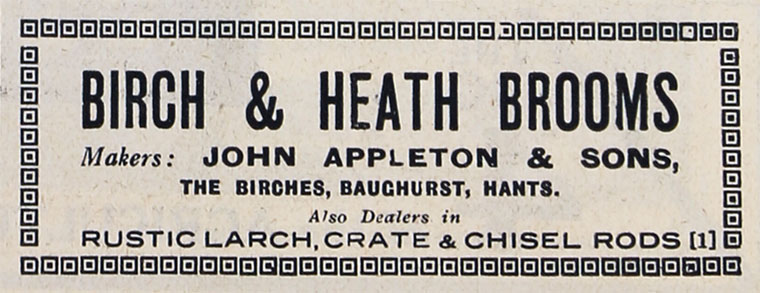 BIRCH & HEATH BROOMS
Makers: JOHN APPLETON & SONS,
THE BIRCHES, BAUGHURST, HANTS.
Also Dealers in
RUSTIC LARCH, CRATE & CHISEL RODS [1]